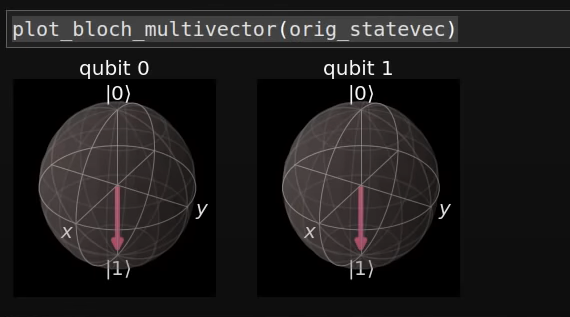 plot_bloch_multivector(orig_statevec)
qubit 0 qubit 1
|0⟩ |0⟩
x y x y
|1⟩ |1⟩